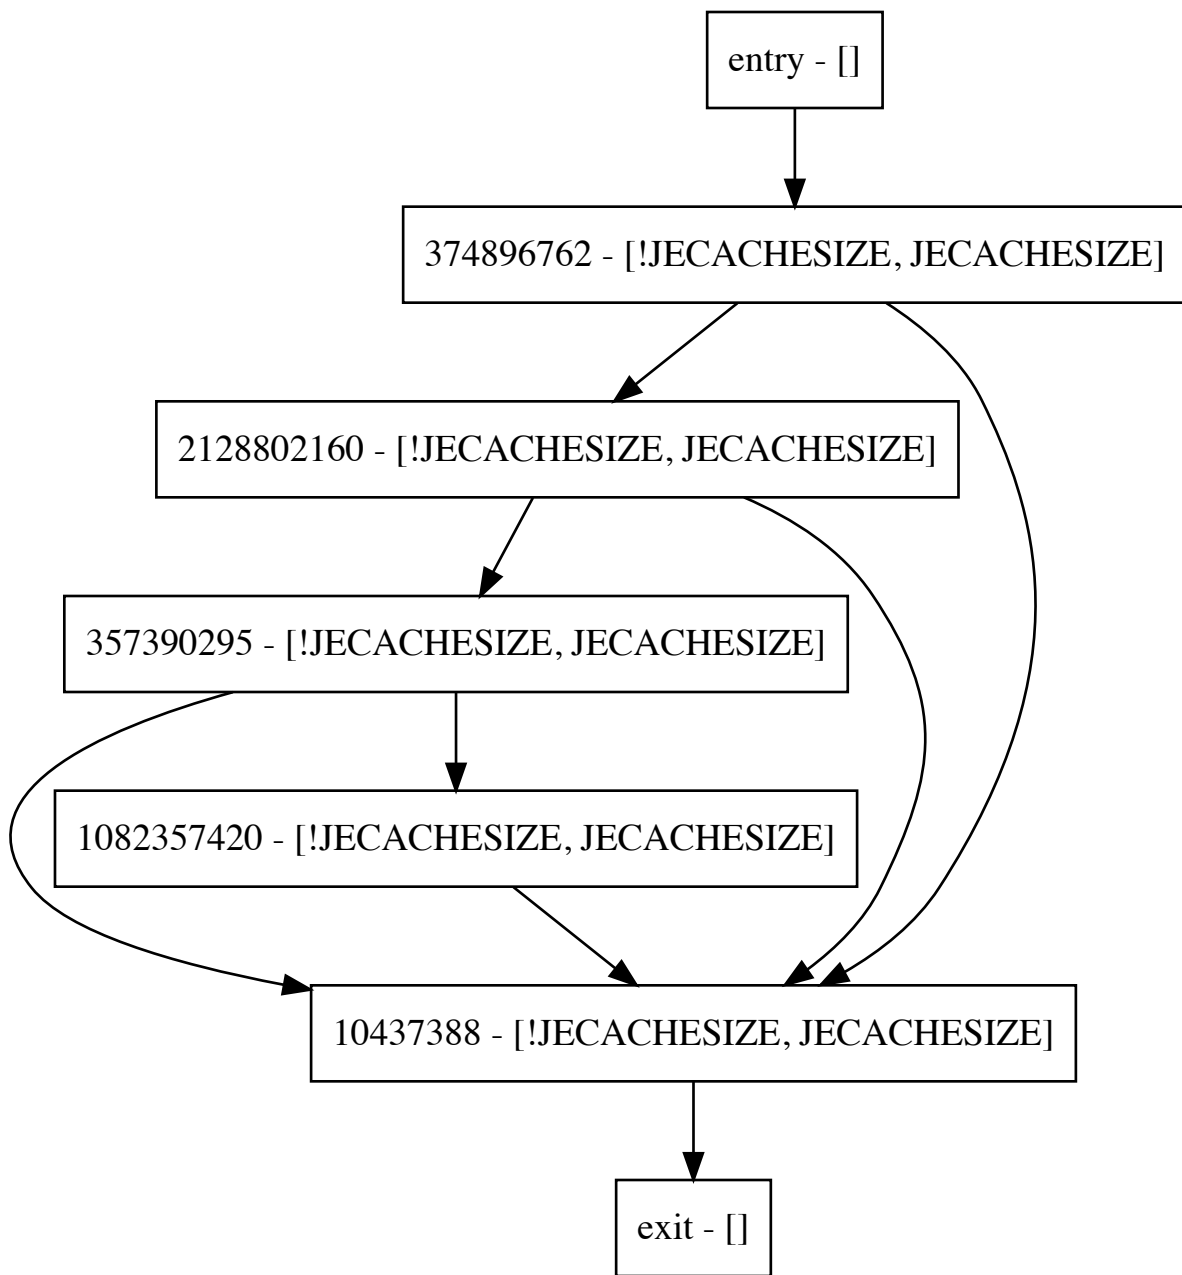 entry - []
374896762 - [!JECACHESIZE, JECACHESIZE]
2128802160 - [!JECACHESIZE, JECACHESIZE]
357390295 - [!JECACHESIZE, JECACHESIZE]
1082357420 - [!JECACHESIZE, JECACHESIZE]
10437388 - [!JECACHESIZE, JECACHESIZE]
exit - []